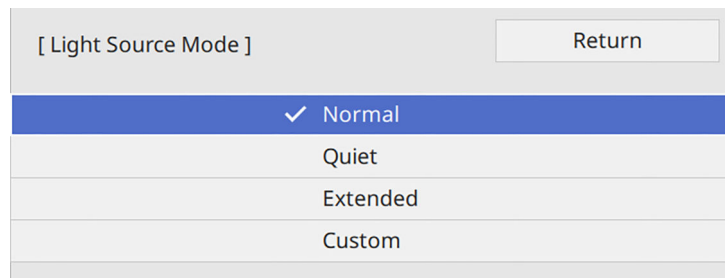 [ Light Source Mode ]
Return
Normal
Quiet
Extended
Custom